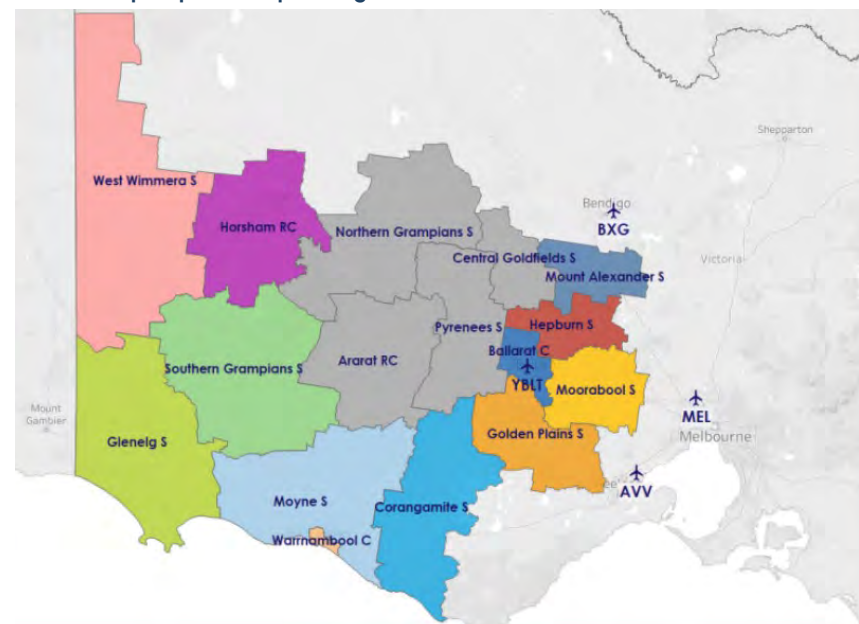 Shepparton
West Wimmera S
Bendigo
BXG
Horsham RC
Northern Grampians S
Central Goldfields S
Victoria
Mount Alexander S
Pyrenees S
Hepburn S
Ballarat C
Southern Grampians S
Ararat RC
YBLT
Moorabool S
MEL
Mount
Gambier
Melbourne
Golden Plains S
Glenelg S
AVV
Moyne S
Corangamite S
Warrnambool C